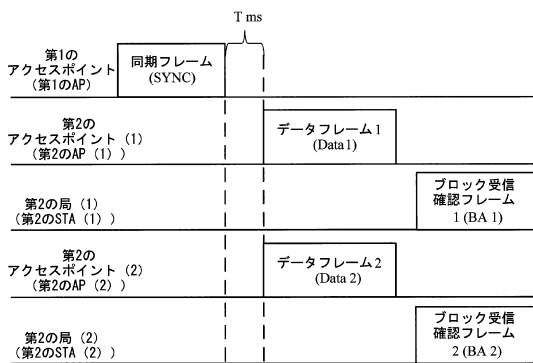 T ms
第1の
アクセスポイント
(第1のAP)
同期フレーム
(SYNC)
第2の
アクセスポイント (1)
(第2のAP (1) )
データフレーム 1
(Data 1)
第2の局 (1)
(第2のSTA (1) )
ブロック受信
確認フレーム
1 (BA 1)
第2の
アクセスポイント (2)
(第2のAP (2) )
データフレーム 2
(Data 2)
第2の局 (2)
(第2のSTA (2) )
ブロック受信
確認フレーム
2 (BA 2)